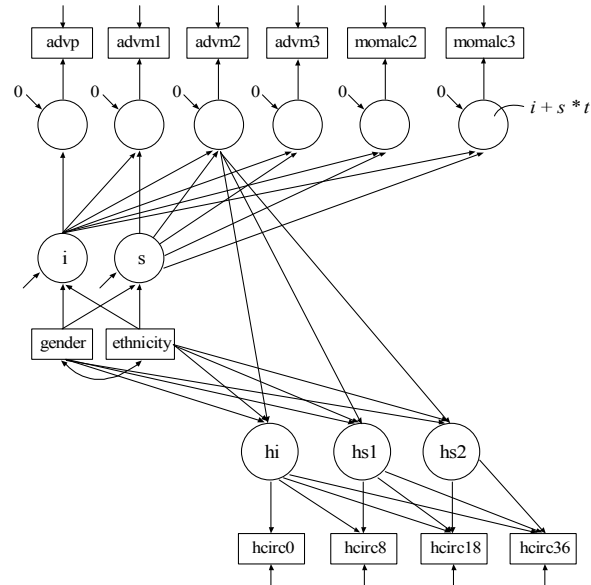 advp advm1 advm2 advm3 momalc2 momalc3
0 0 0 0 0 0
i + s * t
i s
gender ethnicity
hi hs1 hs2
hcirc0 hcirc8 hcirc18 hcirc36